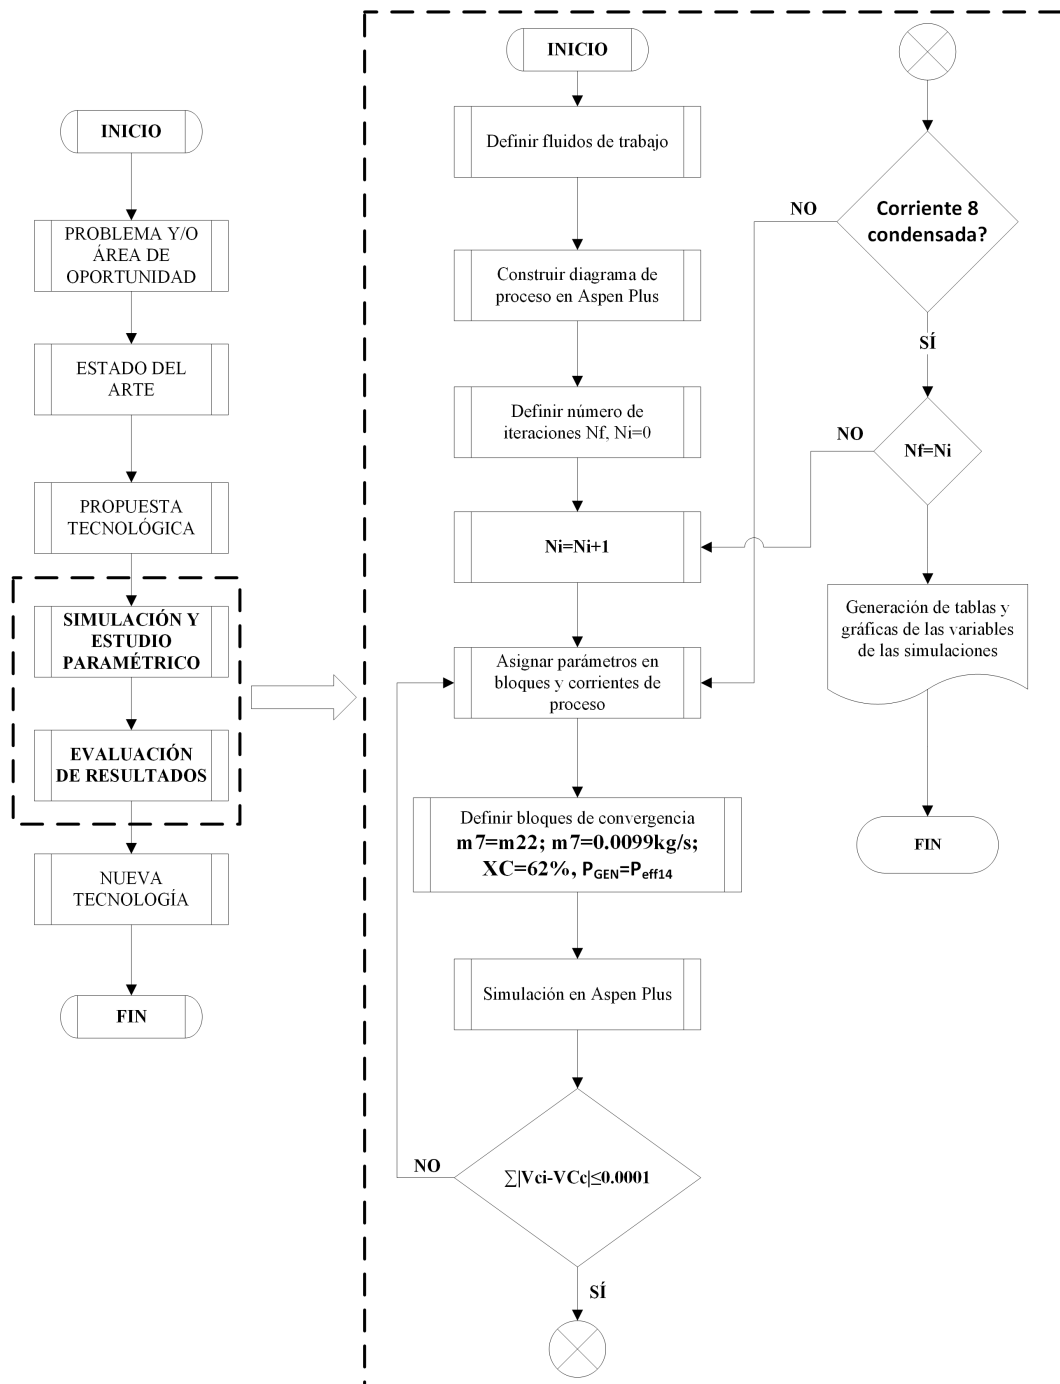 INICIO
PROBLEMA Y/O
ÁREA DE
OPORTUNIDAD
ESTADO DEL
ARTE
PROPUESTA
TECNOLÓGICA
SIMULACIÓN Y
ESTUDIO
PARAMÉTRICO
EVALUACIÓN
DE RESULTADOS
NUEVA
TECNOLOGÍA
FIN
INICIO
Definir fluidos de trabajo
Construir diagrama de
proceso en Aspen Plus
Definir número de
iteraciones Nf, Ni=0
Ni=Ni+1
Asignar parámetros en
bloques y corrientes de
proceso
Definir bloques de convergencia
m7=m22; m7=0.0099kg/s;
XC=62%, PGEN=Peff14
Simulación en Aspen Plus
∑|Vci-VCc|≤0.0001
NO
SÍ
Corriente 8
condensada?
NO
SÍ
Nf=Ni
NO
Generación de tablas y
gráficas de las variables
de las simulaciones
FIN